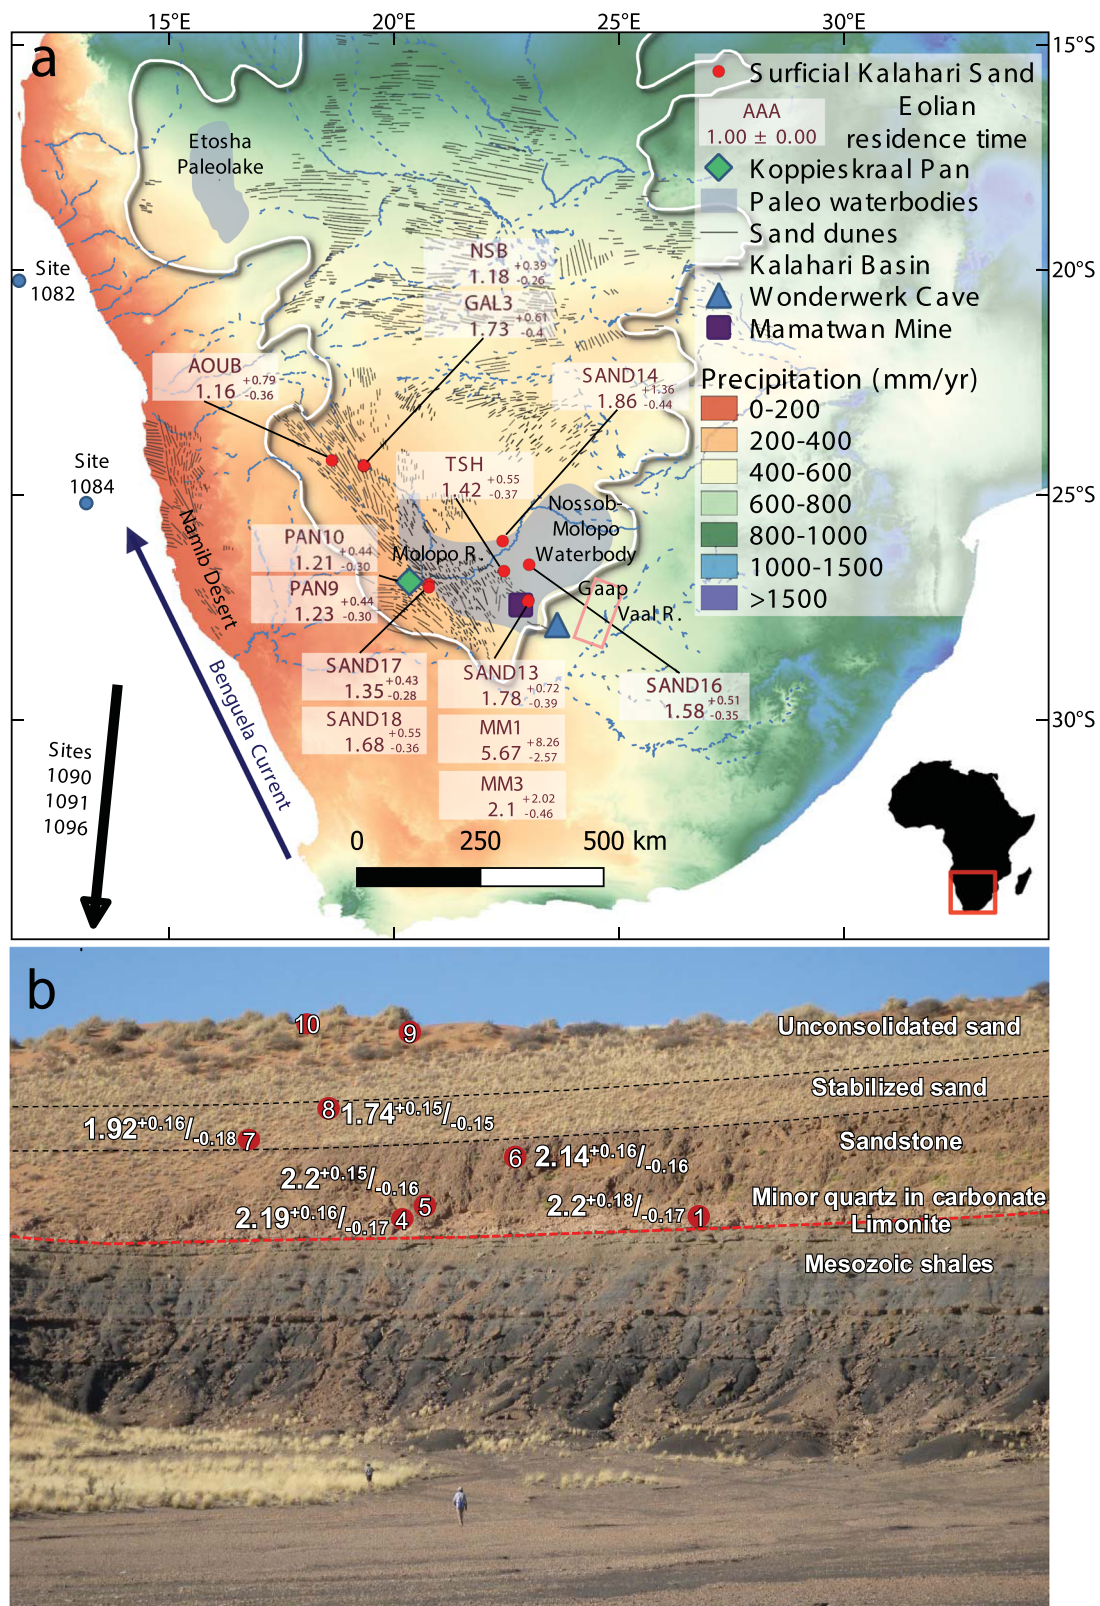 15°E 20°E 25°E 30°E
a
15°S
20°S
25°S
30°S
Surficial Kalahari Sand
AAA
1.00 ± 0.00
Eolian
residence time
Koppieskraal Pan
Paleo waterbodies
Sand dunes
Kalahari Basin
Wonderwerk Cave
Mamatwan Mine
Precipitation (mm/yr)
0-200
200-400
400-600
600-800
800-1000
1000-1500
>1500
Etosha
Paleolake
Site
1082
NSB
1.18 +0.39 -0.26
GAL3
1.73 +0.61 -0.4
AOUB
1.16 +0.79 -0.36
SAND14
1.86 +1.36 -0.44
Site
1084
TSH
1.42 +0.55 -0.37
Nossob-
Molopo
Waterbody
Namib Desert
PAN10
1.21 +0.44 -0.30
Molopo R.
PAN9
1.23 +0.44 -0.30
Gaap
Vaal R.
SAND17
1.35 +0.43 -0.28
SAND18
1.68 +0.55 -0.36
SAND13
1.78 +0.72 -0.39
MM1
5.67 +8.26 -2.57
MM3
2.1 +2.02 -0.46
SAND16
1.58 +0.51 -0.35
Benguela Current
Sites
1090
1091
1096
0 250 500 km
b
10
9
Unconsolidated sand
Stabilized sand
8 1.74+0.15/-0.15
1.92+0.16/-0.18 7
Sandstone
6 2.14+0.16/-0.16
2.2+0.15/-0.16 5
Minor quartz in carbonate
2.19+0.16/-0.17 4
2.2+0.18/-0.17 1
Limonite
Mesozoic shales